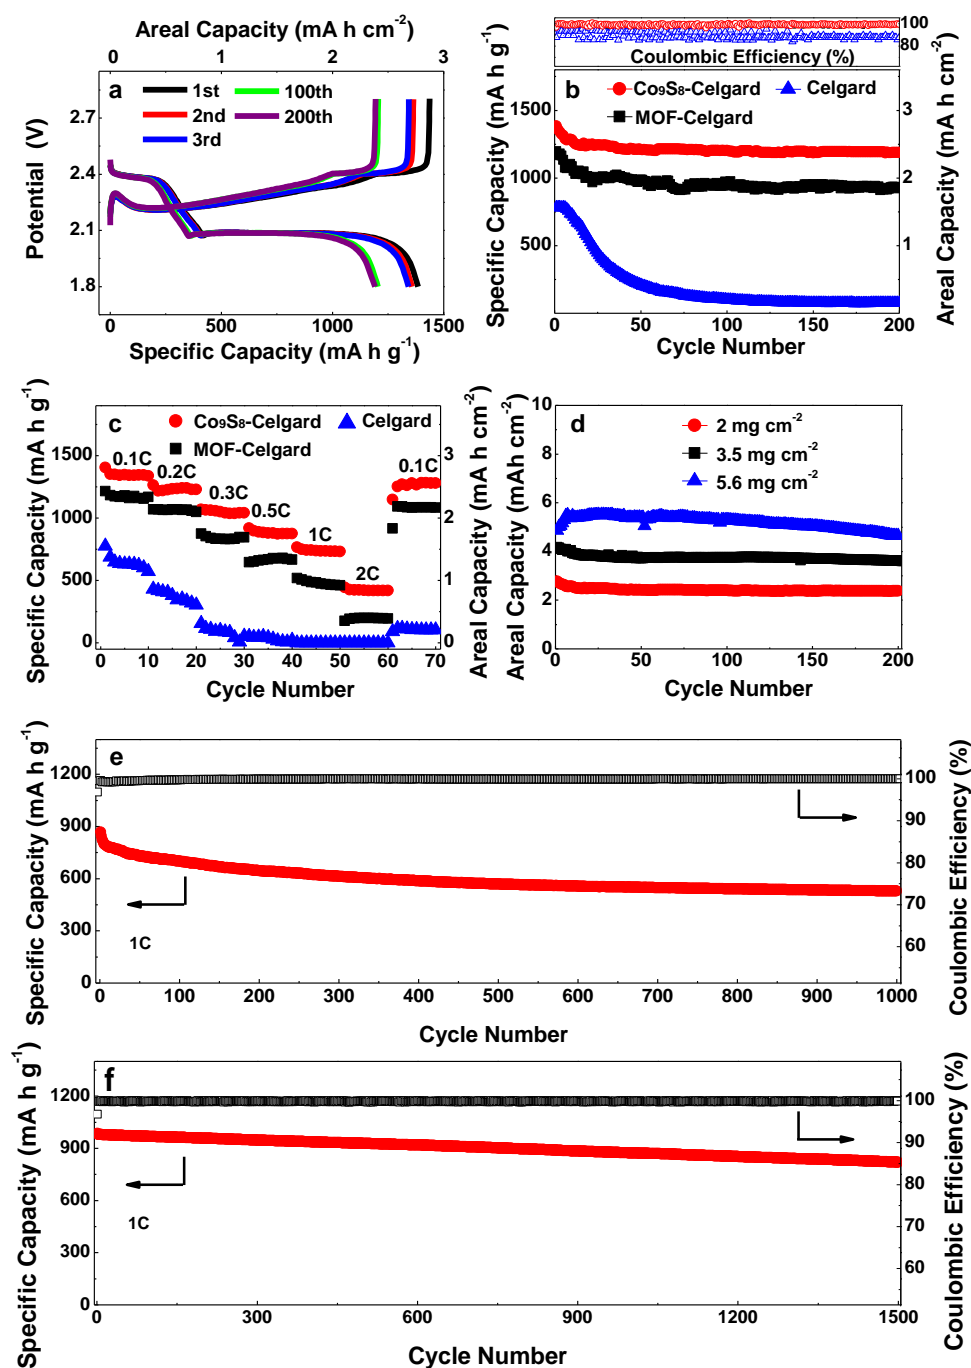 Areal Capacity (mA h cm-2)
0 1 2 3
a
1st 100th
2nd 200th
3rd
Potential (V)
2.7
2.4
2.1
1.8
0 500 1000 1500
Specific Capacity (mA h g-1)
100
80
Coulombic Efficiency (%)
b
Co9S8-Celgard Celgard
MOF-Celgard
Specific Capacity (mA h g-1)
1500
1000
500
3
2
1
Areal Capacity (mA h cm-2)
0 50 100 150 200
Cycle Number
c
Co9S8-Celgard Celgard
MOF-Celgard
Specific Capacity (mA h g-1)
1500
1000
500
0
0.1C
0.2C
0.3C
0.5C
1C
2C
0.1C
3
2
1
0
Areal Capacity (mA h cm-2)
0 10 20 30 40 50 60 70
Cycle Number
d
2 mg cm-2
3.5 mg cm-2
5.6 mg cm-2
Areal Capacity (mAh cm-2)
10
8
6
4
2
0
0 50 100 150 200
Cycle Number
e
Specific Capacity (mA h g-1)
1200
900
600
300
0
1C
100
90
80
70
60
Coulombic Efficiency (%)
0 100 200 300 400 500 600 700 800 900 1000
Cycle Number
f
Specific Capacity (mA h g-1)
1200
900
600
300
0
1C
100
90
80
70
60
Coulombic Efficiency (%)
0 300 600 900 1200 1500
Cycle Number